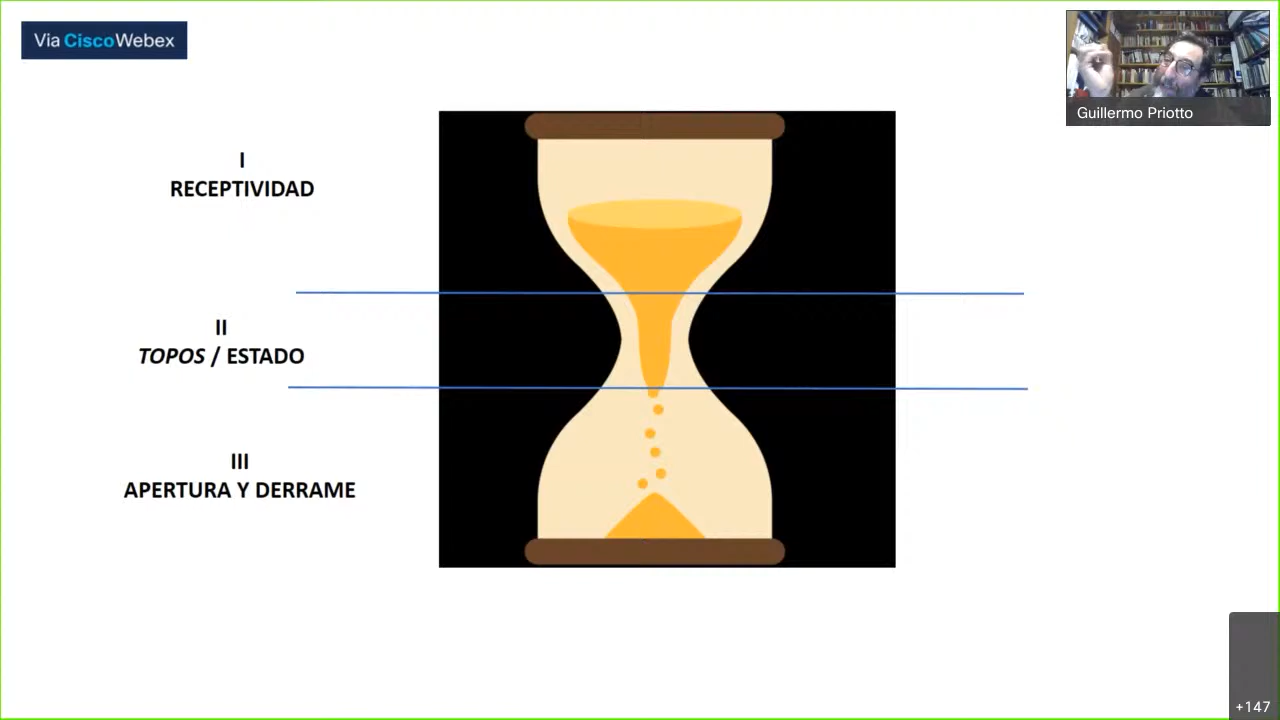 Via CiscoWebex
Guillermo Priotto
I
RECEPTIVIDAD
II
TOPOS / ESTADO
III
APERTURA Y DERRAME
+147